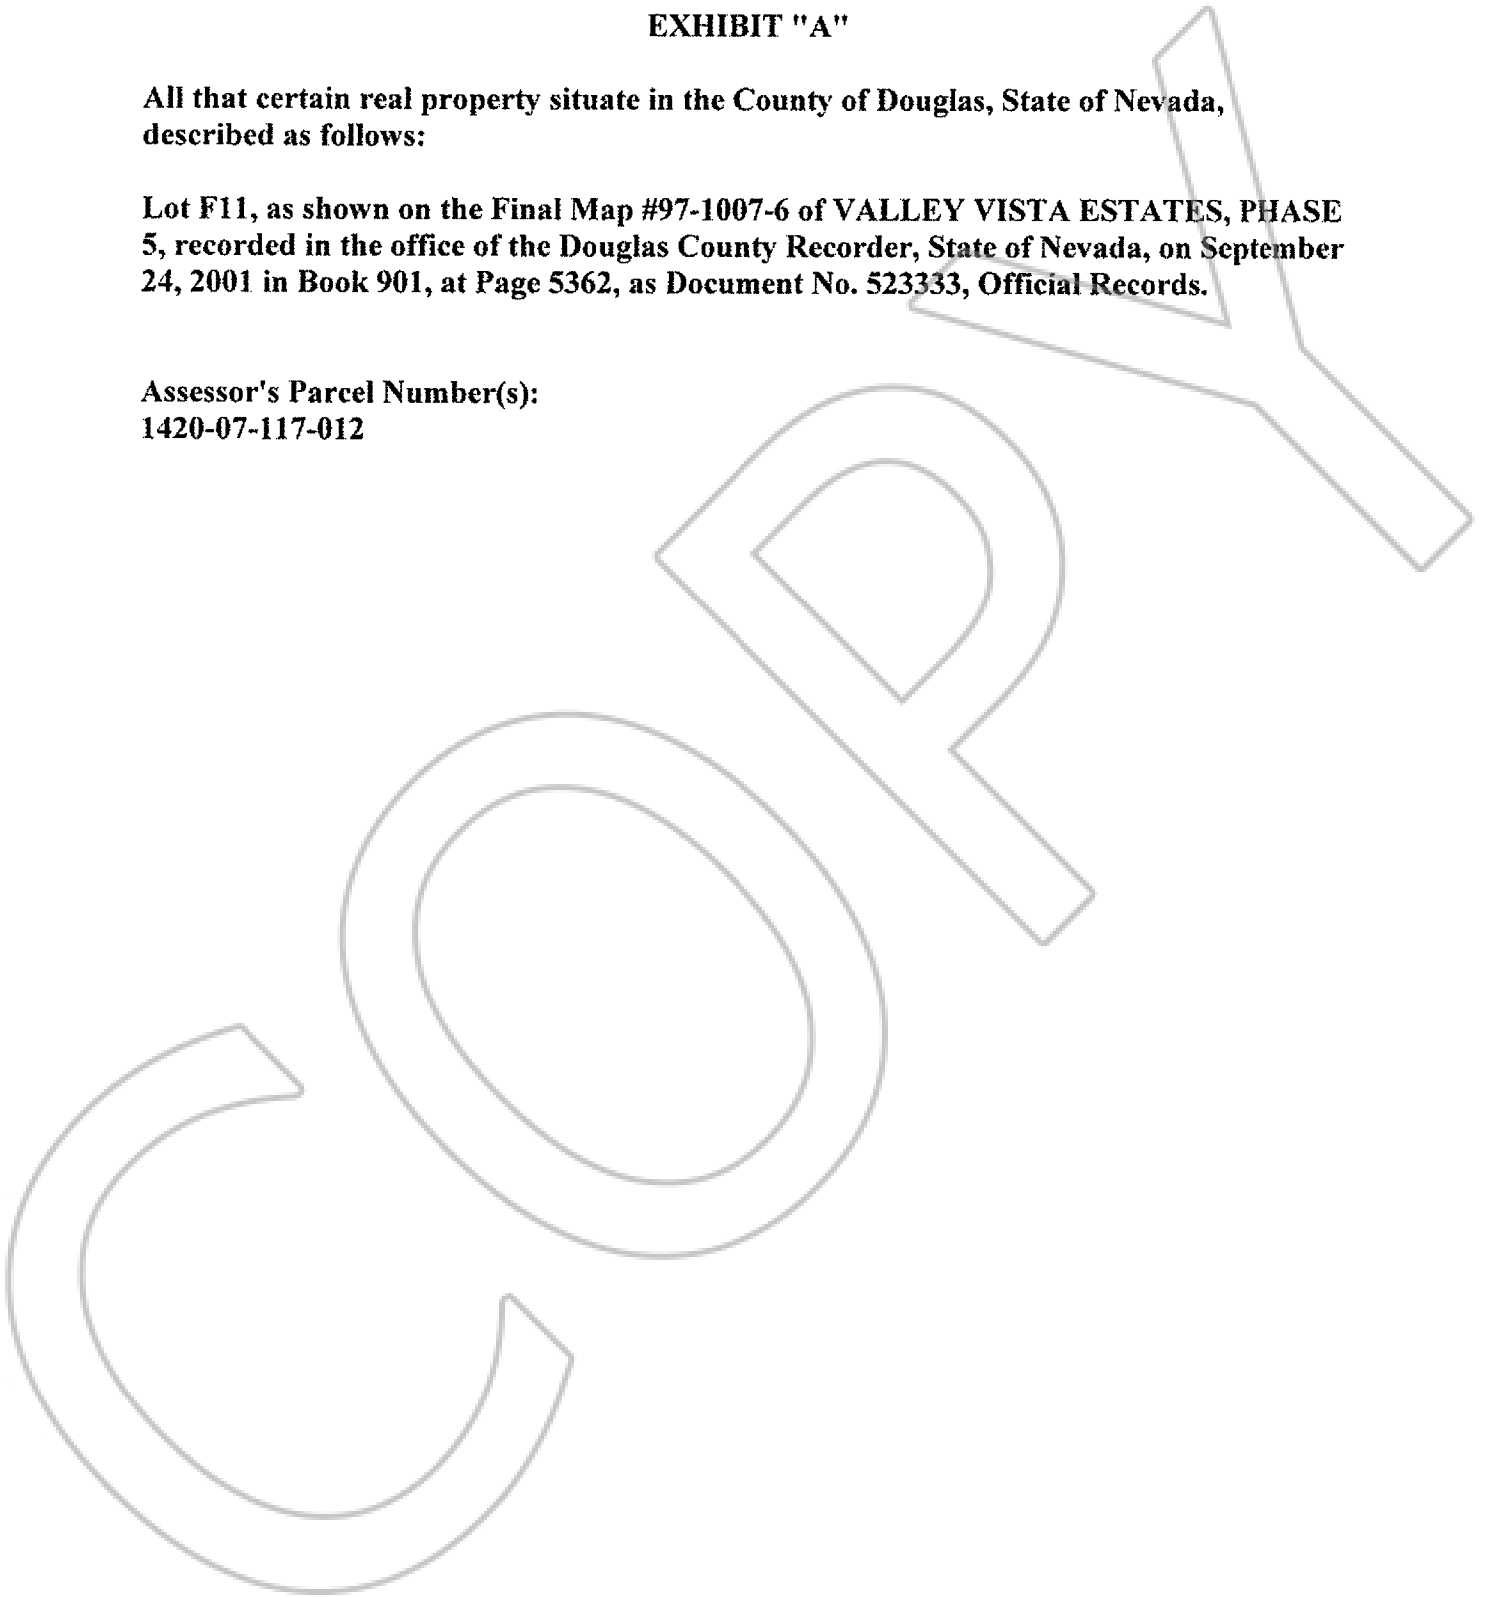 EXHIBIT "A"
All that certain real property situate in the County of Douglas, State of Nevada,
described as follows:
Lot F11, as shown on the Final Map #97-1007-6 of VALLEY VISTA ESTATES, PHASE
5, recorded in the office of the Douglas County Recorder, State of Nevada, on September
24, 2001 in Book 901, at Page 5362, as Document No. 523333, Official Records.
Assessor's Parcel Number(s):
1420-07-117-012
COPY